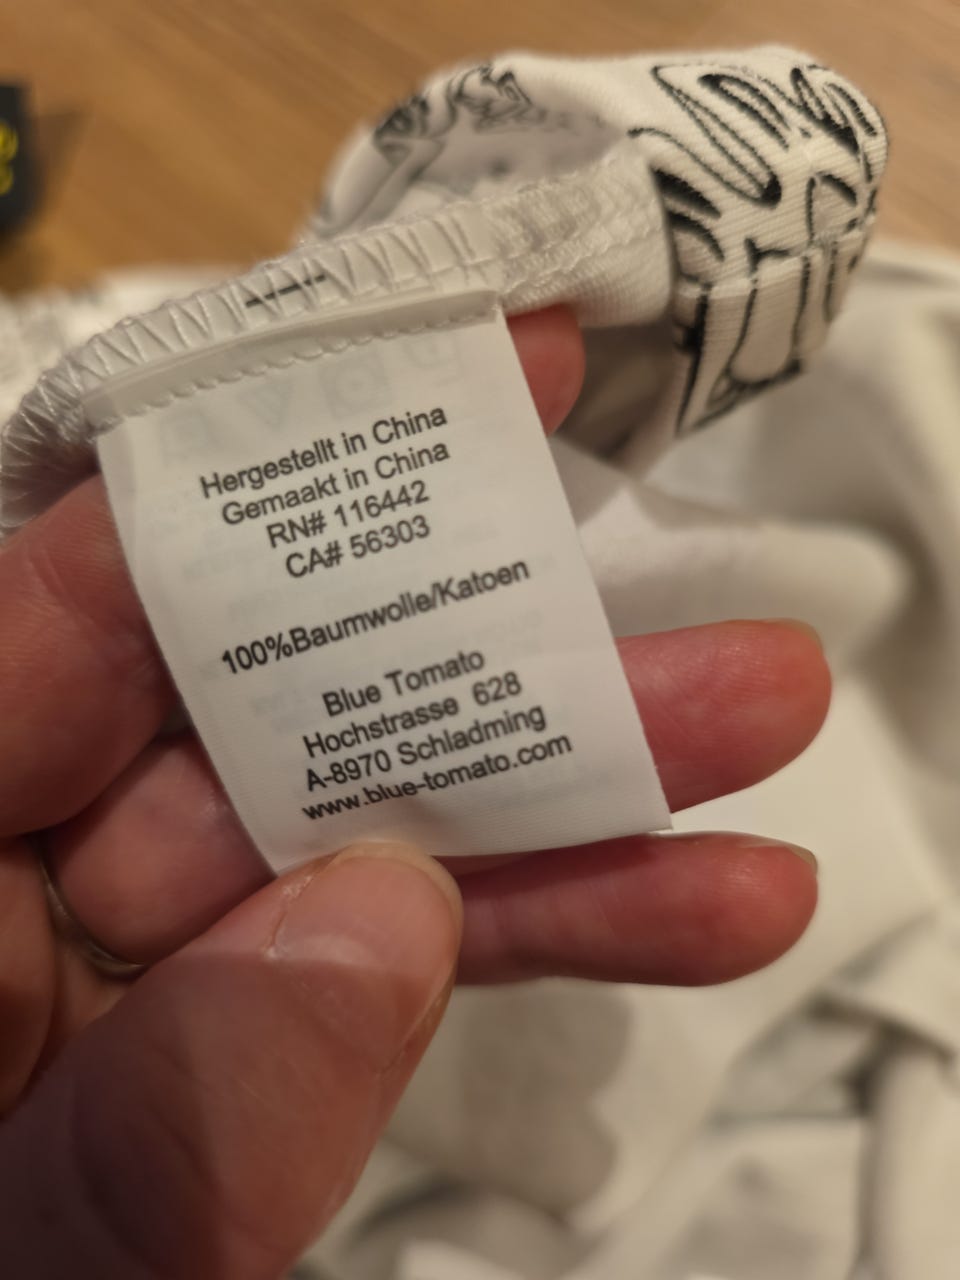 Hergestellt in China
Gemaakt in China
RN# 116442
CA# 56303
100%Baumwolle/Katoen
Blue Tomato
Hochstrasse 628
A-8970 Schladming
www.blue-tomato.com